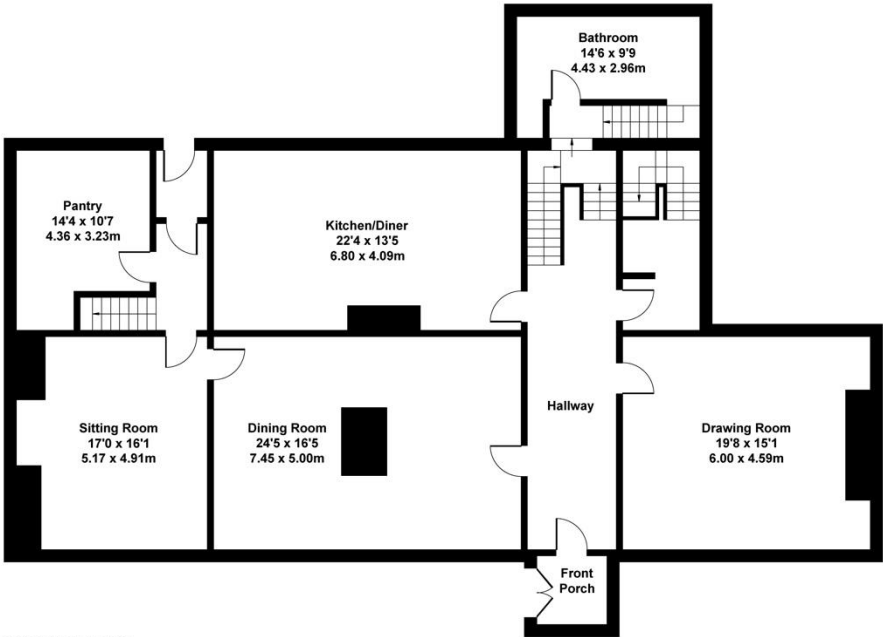 Bathroom
14'6 x 9'9
4.43 x 2.96m
Pantry
14'4 x 10'7
4.36 x 3.23m
Kitchen/Diner
22'4 x 13'5
6.80 x 4.09m
Sitting Room
17'0 x 16'1
5.17 x 4.91m
Dining Room
24'5 x 16'5
7.45 x 5.00m
Hallway
Drawing Room
19'8 x 15'1
6.00 x 4.59m
Front
Porch